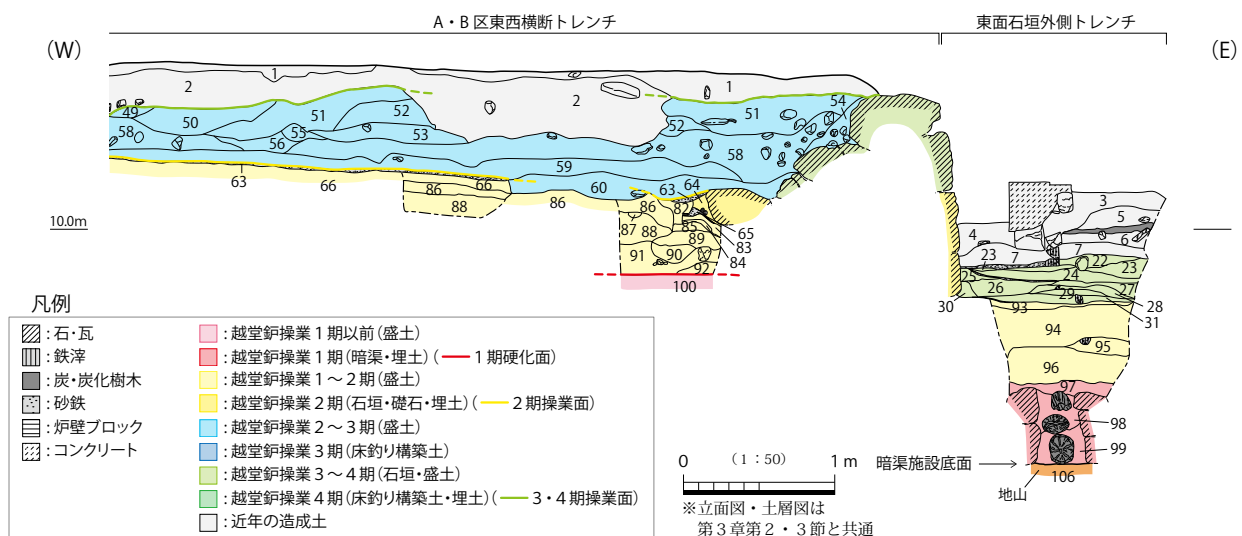 A・B 区東西横断トレンチ
東面石垣外側トレンチ
(W)
(E)
1
2
2
1
49
50
51
52
54
51
52
58
55
56
53
58
59
63
66
66
86
88
86
60
63
64
86
82
87
88
85
89
65
83
84
91
90
92
100
10.0m
3
5
4
6
7
7
22
23
23
24
25
26
27
29
28
30
31
93
94
95
96
97
98
99
106
暗渠施設底面
地山
凡例
:石・瓦
:鉄滓
:炭・炭化樹木
:砂鉄
:炉壁ブロック
:コンクリート
:越堂鈩操業1期以前(盛土)
:越堂鈩操業1期(暗渠・埋土)( 1期硬化面)
:越堂鈩操業1~2期(盛土)
:越堂鈩操業2期(石垣・礎石・埋土)( 2期操業面)
:越堂鈩操業2~3期(盛土)
:越堂鈩操業3期(床釣り構築土)
:越堂鈩操業3~4期(石垣・盛土)
:越堂鈩操業4期(床釣り構築土・埋土)( 3・4期操業面)
:近年の造成土
0 (1:50) 1 m
※立面図・土層図は
第3章第2・3節と共通